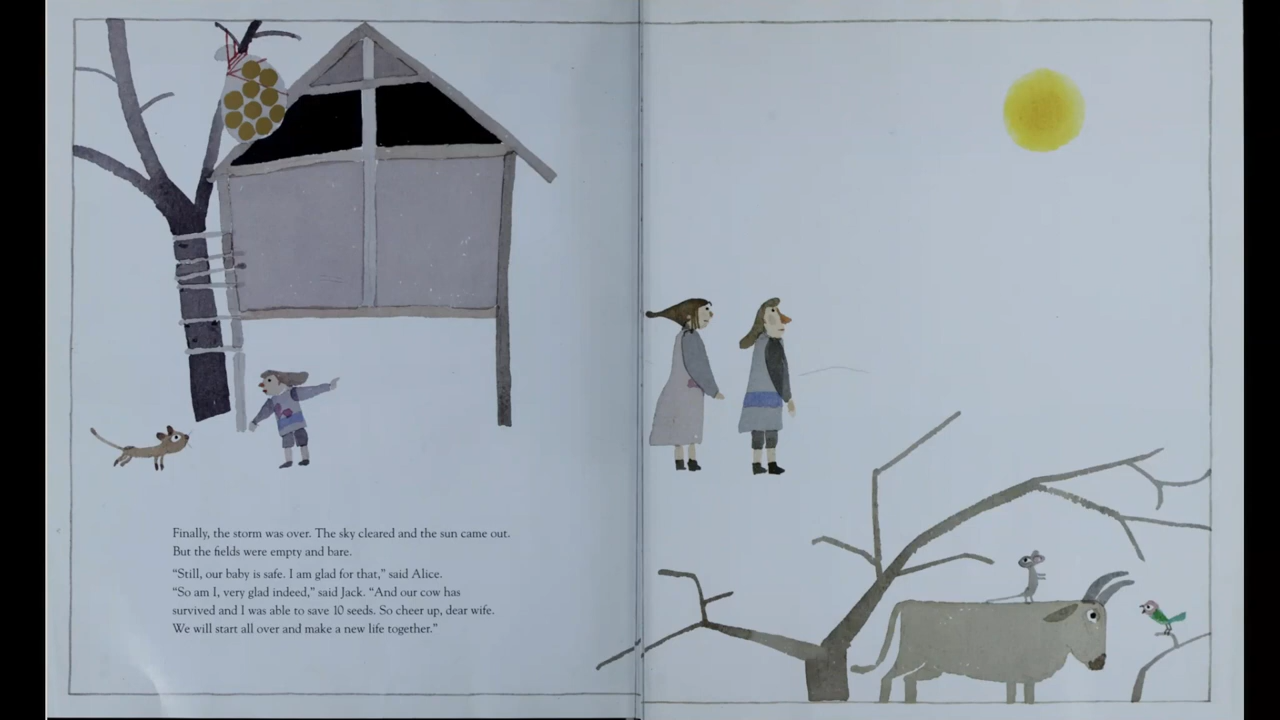 Finally, the storm was over. The sky cleared and the sun came out.
But the fields were empty and bare.
“Still, our baby is safe. I am glad for that,” said Alice.
“So am I, very glad indeed,” said Jack. “And our cow has
survived and I was able to save 10 seeds. So cheer up, dear wife.
We will start all over and make a new life together.”